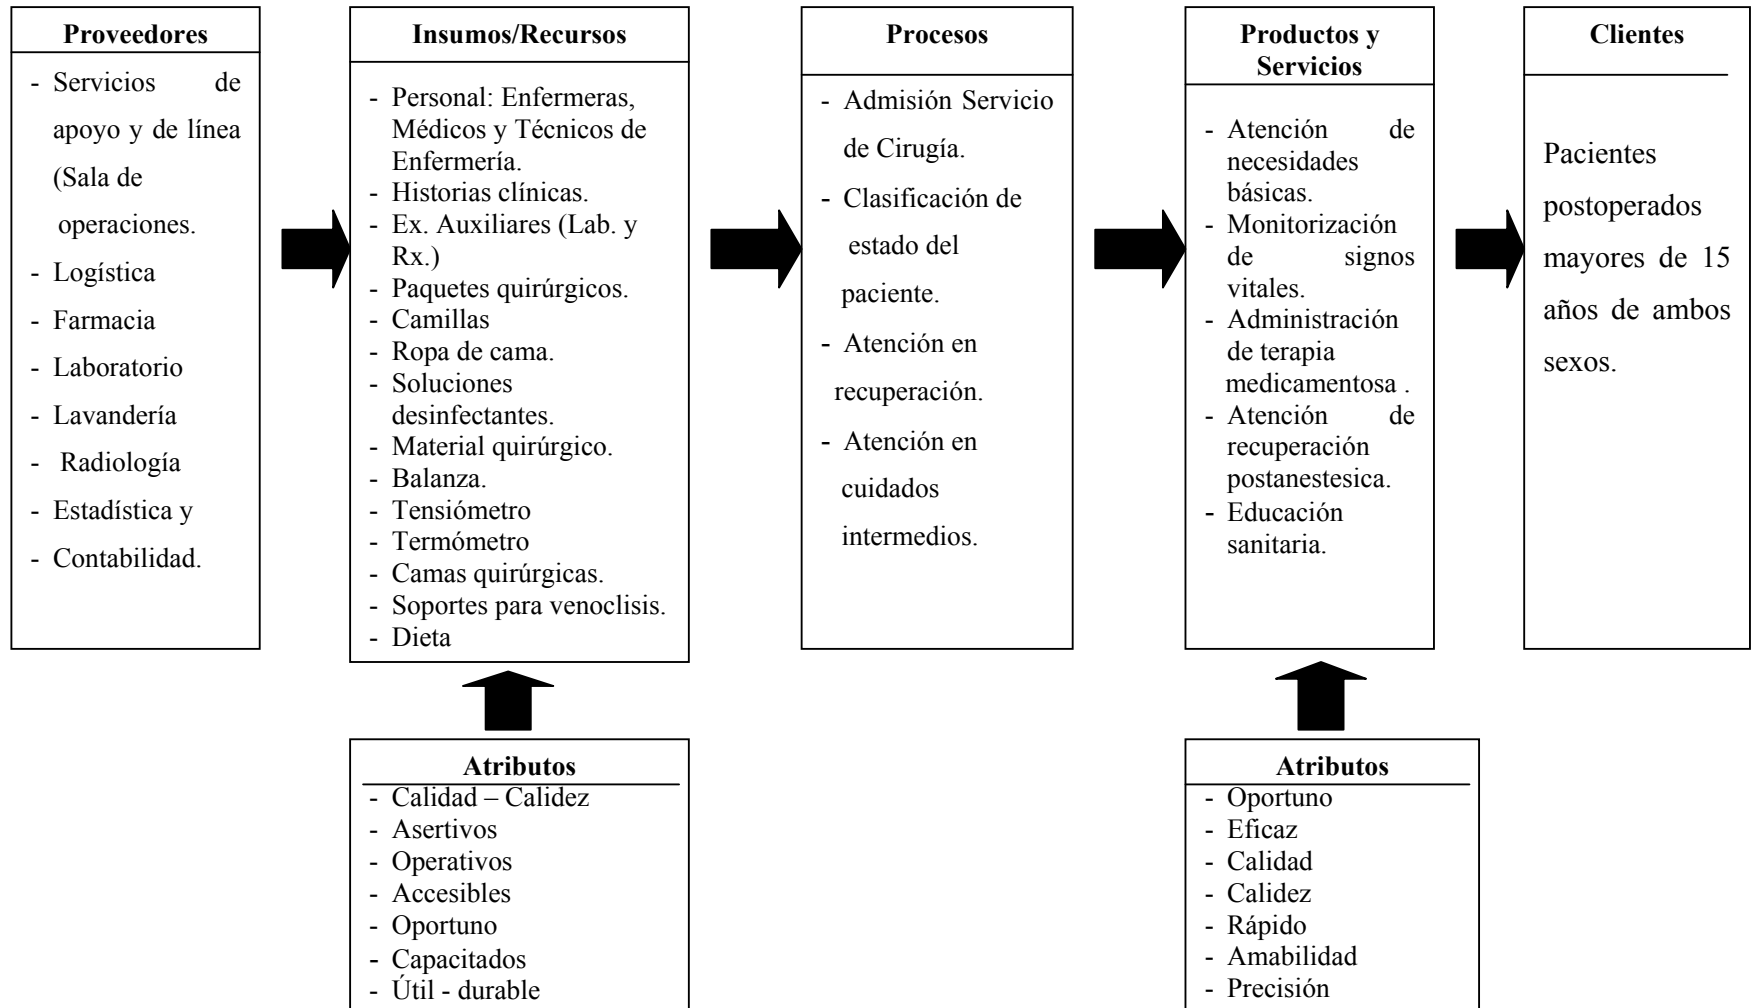 Proveedores
- Servicios de
apoyo y de línea
(Sala de
operaciones.
- Logística
- Farmacia
- Laboratorio
- Lavandería
- Radiología
- Estadística y
- Contabilidad.
Insumos/Recursos
- Personal: Enfermeras,
Médicos y Técnicos de
Enfermería.
- Historias clínicas.
- Ex. Auxiliares (Lab. y
Rx.)
- Paquetes quirúrgicos.
- Camillas
- Ropa de cama.
- Soluciones
desinfectantes.
- Material quirúrgico.
- Balanza.
- Tensiómetro
- Termómetro
- Camas quirúrgicas.
- Soportes para venoclisis.
- Dieta
Procesos
- Admisión Servicio
de Cirugía.
- Clasificación de
estado del
paciente.
- Atención en
recuperación.
- Atención en
cuidados
intermedios.
Productos y
Servicios
- Atención de
necesidades
básicas.
- Monitorización
de signos
vitales.
- Administración
de terapia
medicamentosa .
- Atención de
recuperación
postanestesica.
- Educación
sanitaria.
Clientes
Pacientes
postoperados
mayores de 15
años de ambos
sexos.
Atributos
- Calidad – Calidez
- Asertivos
- Operativos
- Accesibles
- Oportuno
- Capacitados
- Útil - durable
Atributos
- Oportuno
- Eficaz
- Calidad
- Calidez
- Rápido
- Amabilidad
- Precisión